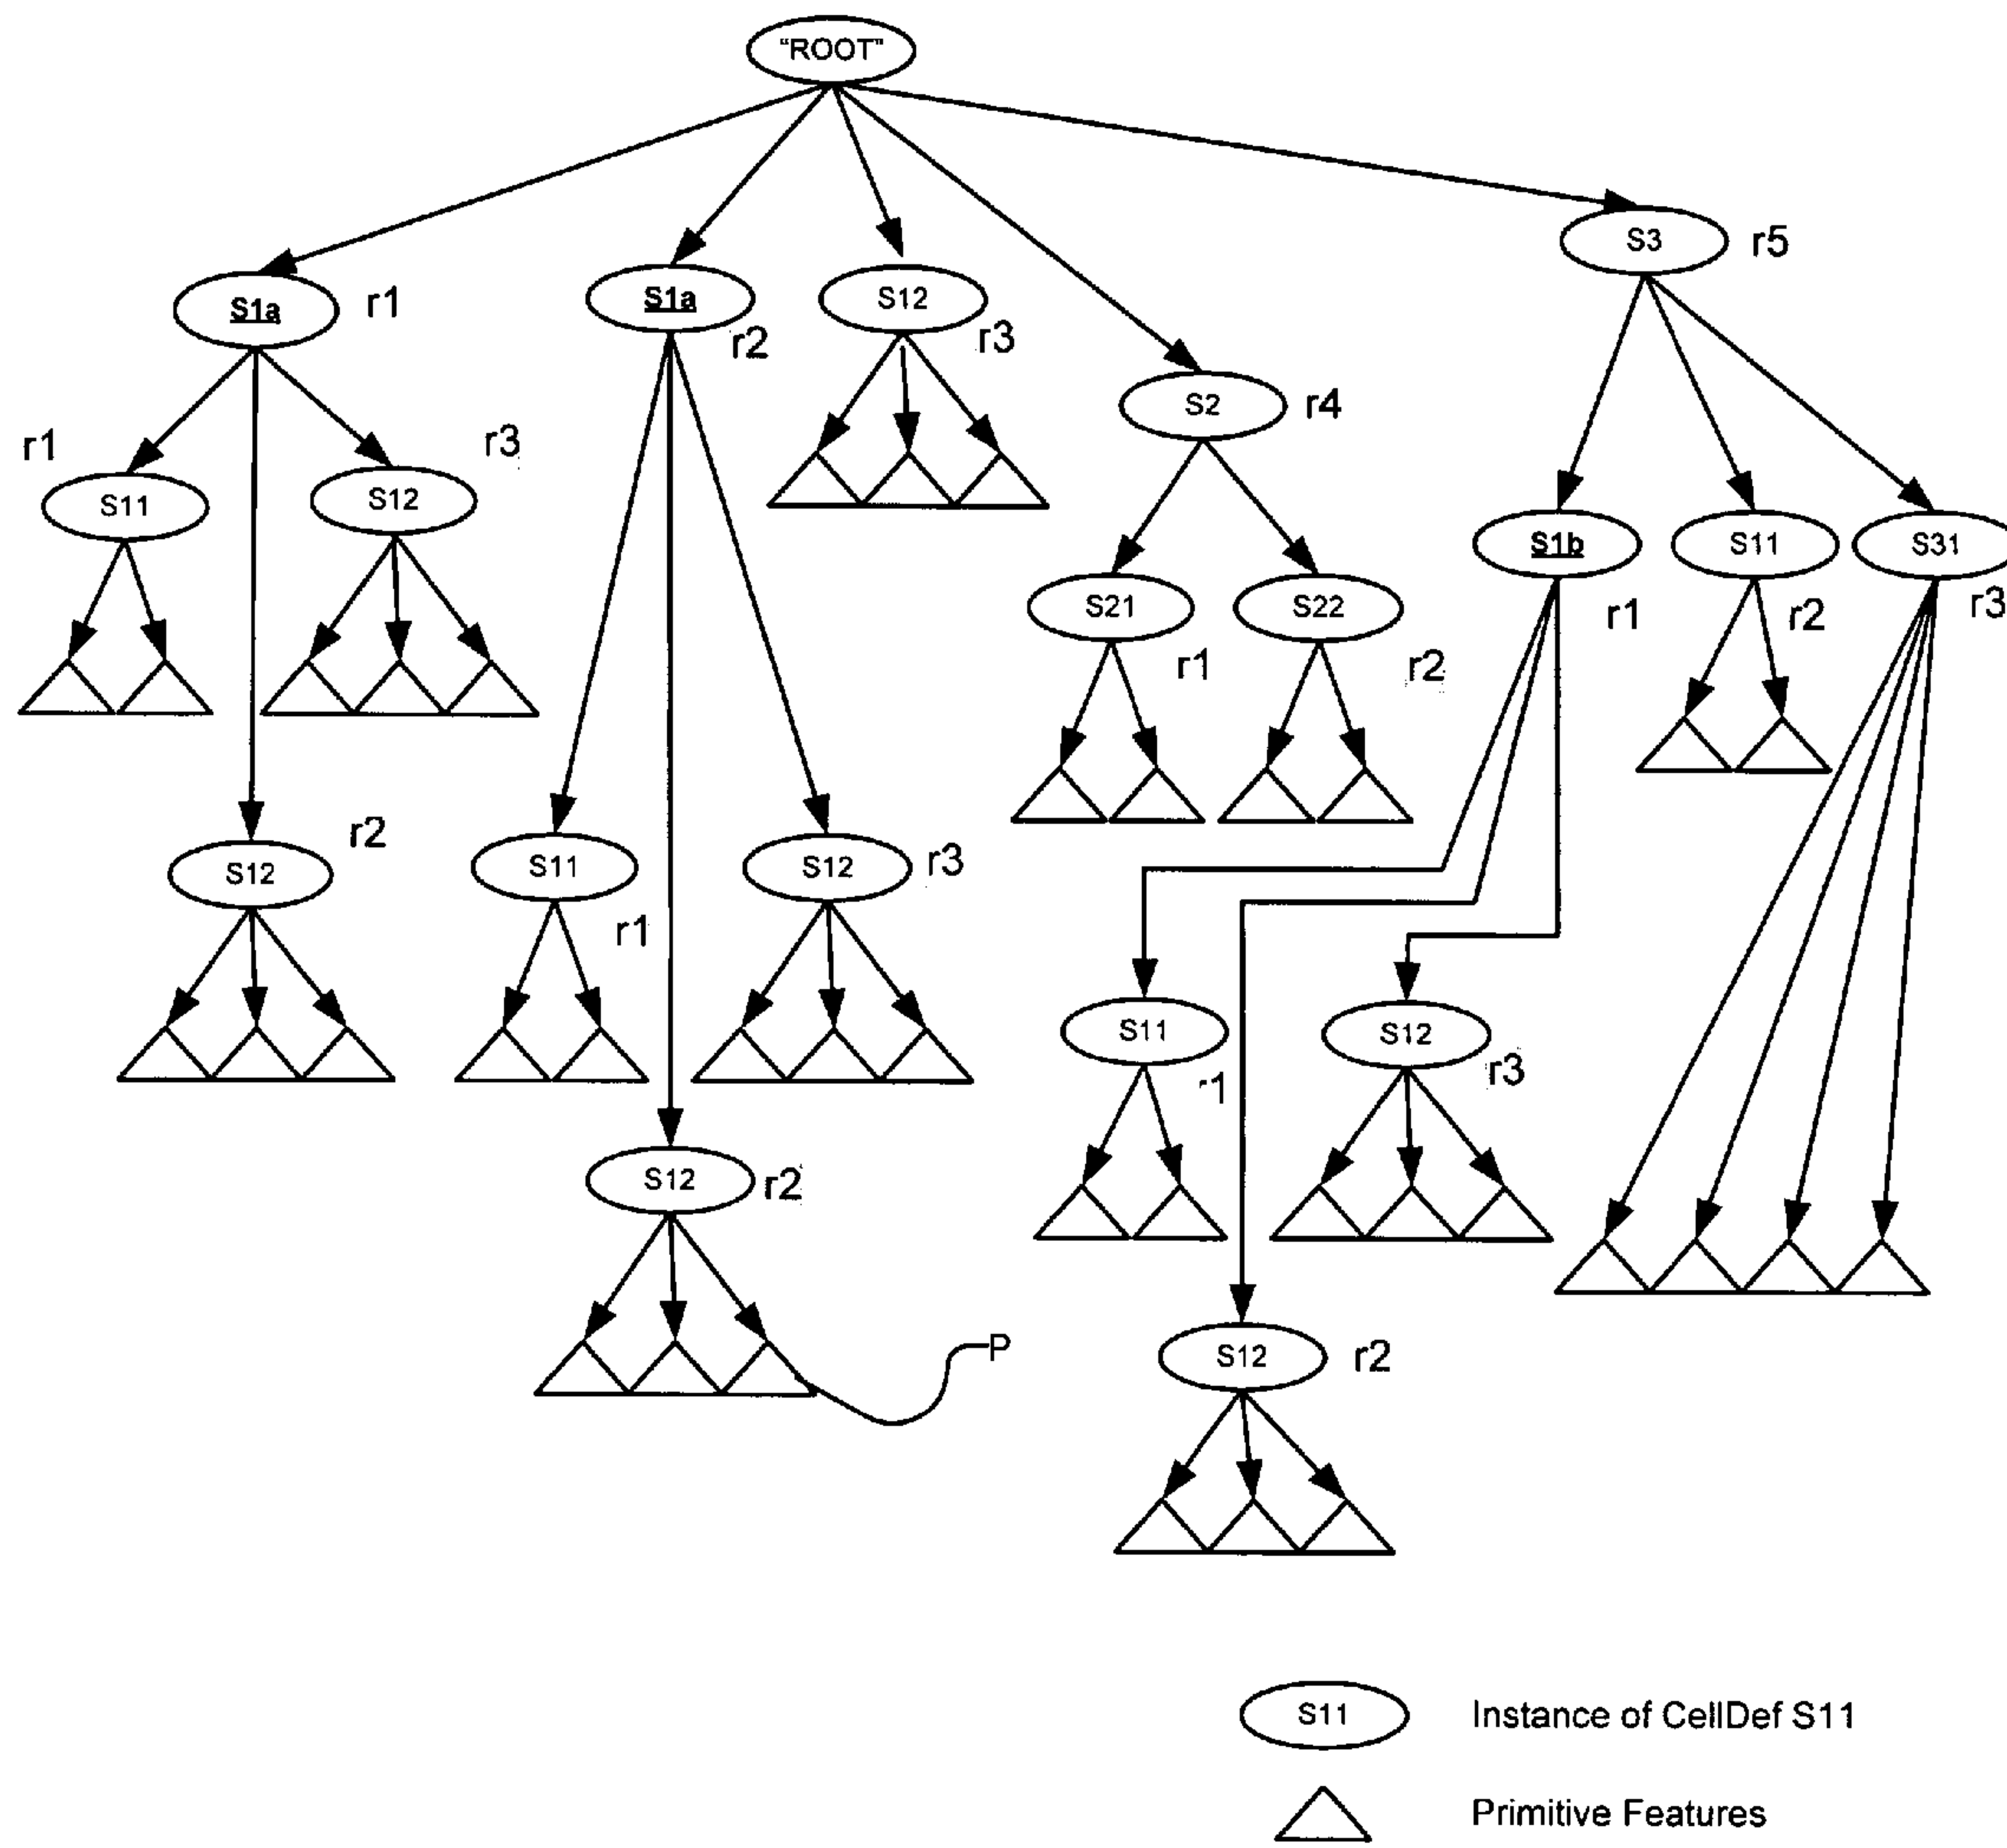 "ROOT"
S3 r5
S1a r1
S1a r2
S12 r3
S2 r4
r1 S11
S12 r3
S1b r1
S11 r2
S31 r3
S21 r1
S22 r2
S12 r2
S11 r1
S12 r3
S11 r1
S12 r3
S12 r2
P
S12 r2
S11 Instance of CellDef S11
Primitive Features